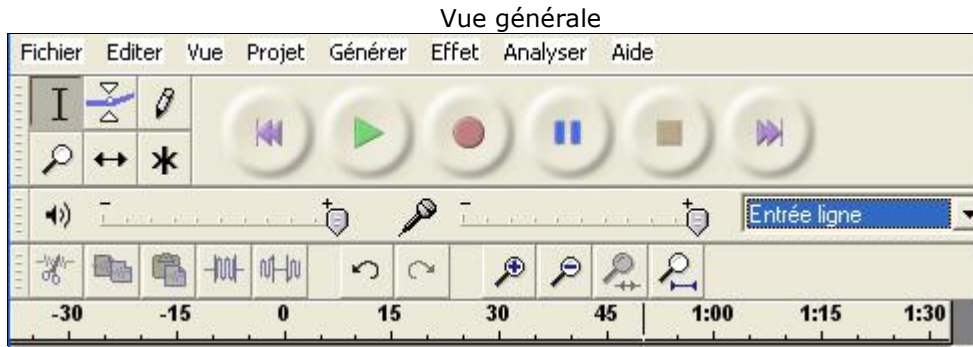 Vue générale
Fichier Editer Vue Projet Générer Effet Analyser Aide
Entrée ligne
-30 -15 0 15 30 45 1:00 1:15 1:30